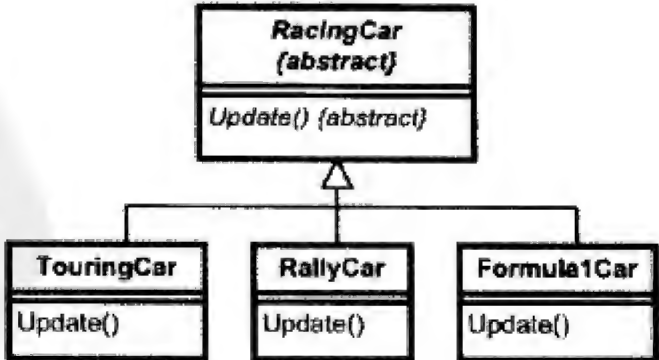 RacingCar
{abstract}
Update() {abstract}
TouringCar
RallyCar
Formula1Car
Update()
Update()
Update()